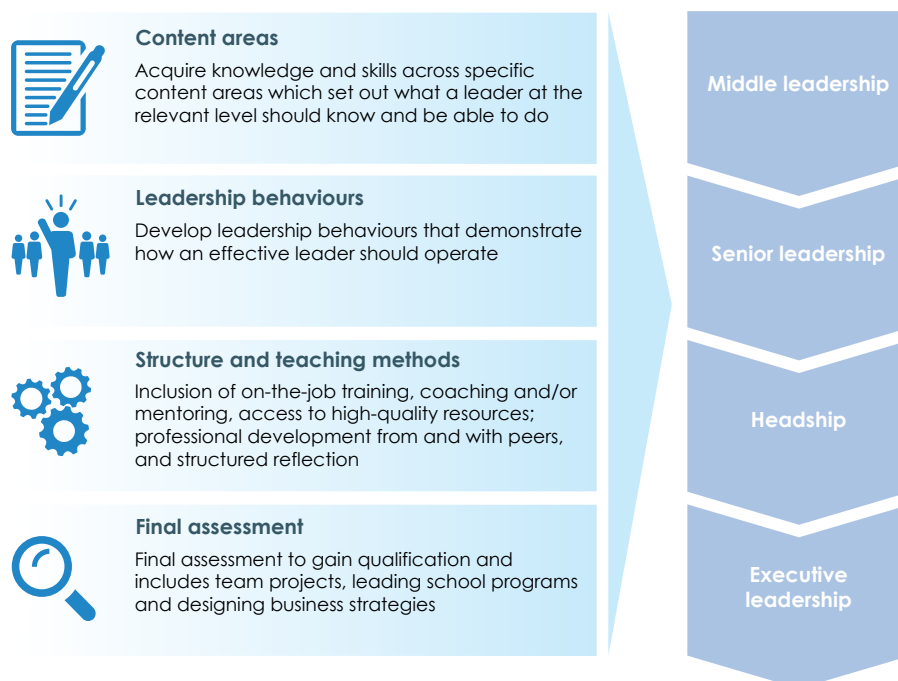 Content areas
Acquire knowledge and skills across specific
content areas which set out what a leader at the
relevant level should know and be able to do
Leadership behaviours
Develop leadership behaviours that demonstrate
how an effective leader should operate
Structure and teaching methods
Inclusion of on-the-job training, coaching and/or
mentoring, access to high-quality resources;
professional development from and with peers,
and structured reflection
Final assessment
Final assessment to gain qualification and
includes team projects, leading school programs
and designing business strategies
Middle leadership
Senior leadership
Headship
Executive
leadership